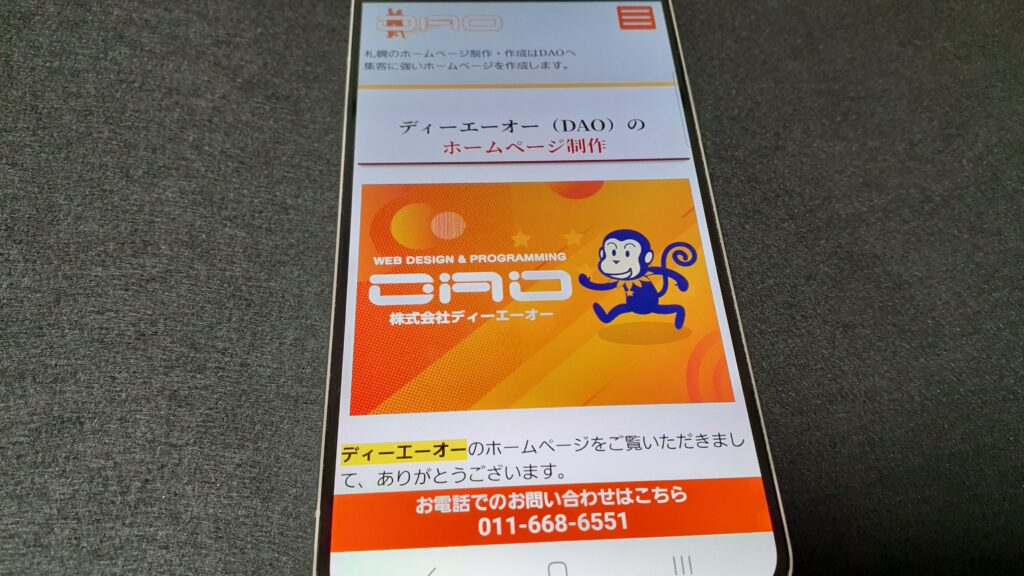 DAO
札幌のホームページ制作・作成はDAOへ
集客に強いホームページを作成します。
ディーエーオー（DAO）の
ホームページ制作
WEB DESIGN & PROGRAMMING
DAO
株式会社ディーエーオー
ディーエーオーのホームページをご覧いただきまし
て、ありがとうございます。
お電話でのお問い合わせはこちら
011-668-6551